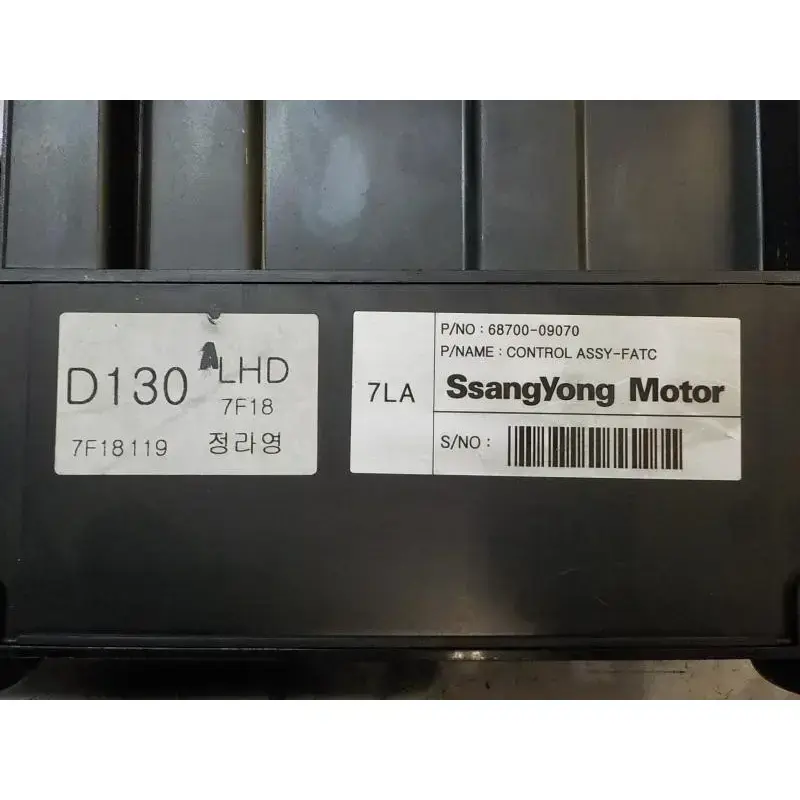 D130
A LHD
7F18
7F18119 정라영
7LA
P/NO : 68700-09070
P/NAME : CONTROL ASSY-FATC
SsangYong Motor
S/NO :